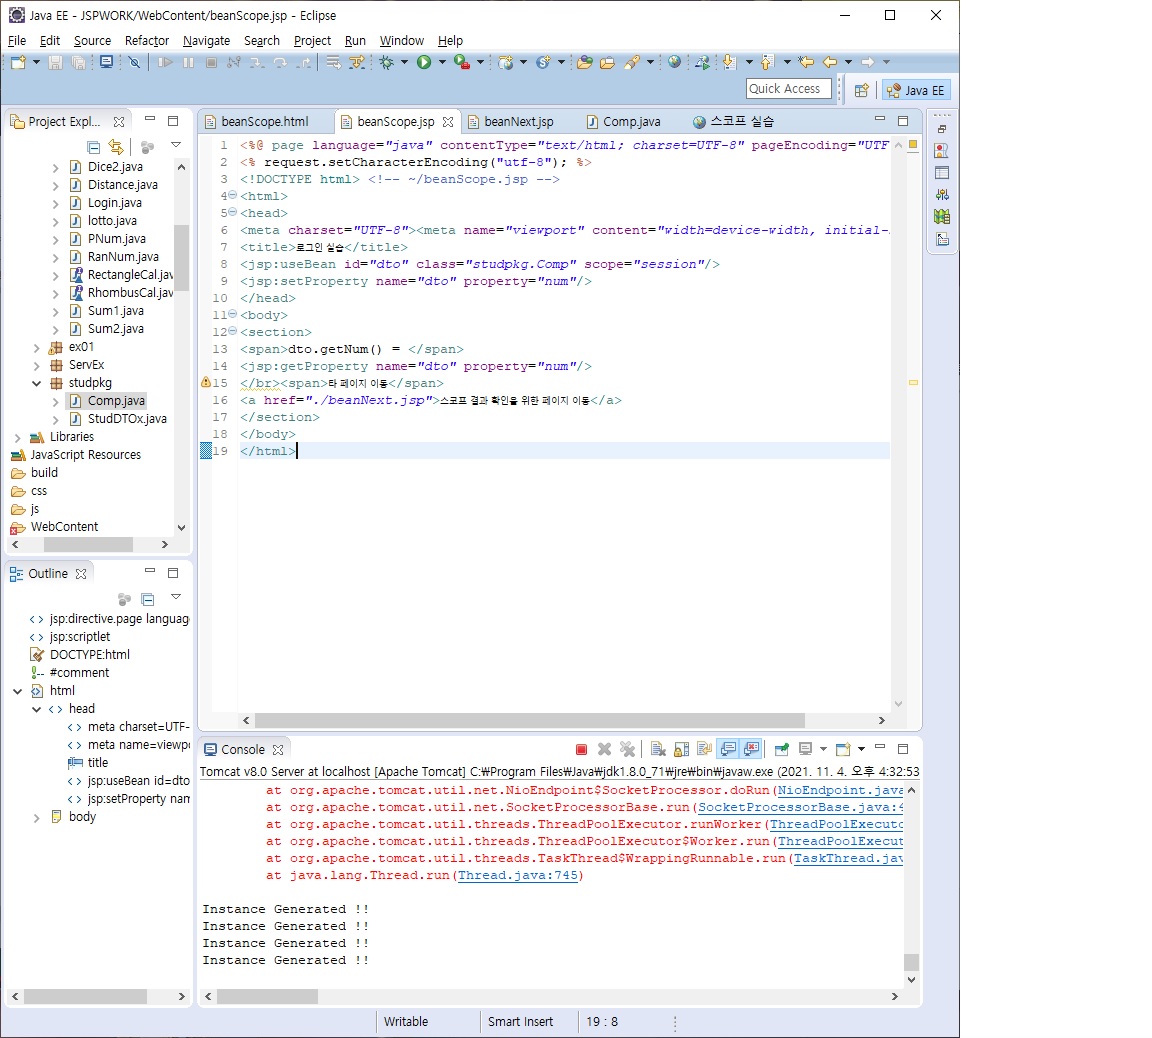 Java EE - JSPWORK/WebContent/beanScope.jsp - Eclipse
File Edit Source Refactor Navigate Search Project Run Window Help
Quick Access Java EE
Project Expl...
Dice2.java
Distance.java
Login.java
lotto.java
PNum.java
RanNum.java
RectangleCal.jav
RhombusCal.jav
Sum1.java
Sum2.java
ex01
ServEx
studpkg
Comp.java
StudDTOx.java
Libraries
JavaScript Resources
build
css
js
WebContent
Outline
jsp:directive.page languag
jsp:scriptlet
DOCTYPE:html
#comment
html
head
meta charset=UTF-
meta name=viewpo
title
jsp:useBean id=dto
jsp:setProperty nam
body
beanScope.html beanScope.jsp beanNext.jsp Comp.java 스코프 실습
1 <%@ page language="java" contentType="text/html; charset=UTF-8" pageEncoding="UTF
2 <% request.setCharacterEncoding("utf-8"); %>
3 <!DOCTYPE html> <!-- ~/beanScope.jsp -->
4 <html>
5 <head>
6 <meta charset="UTF-8"><meta name="viewport" content="width=device-width, initial-
7 <title>로그인 실습</title>
8 <jsp:useBean id="dto" class="studpkg.Comp" scope="session"/>
9 <jsp:setProperty name="dto" property="num"/>
10 </head>
11 <body>
12 <section>
13 <span>dto.getNum() = </span>
14 <jsp:getProperty name="dto" property="num"/>
15 </br><span>타 페이지 이동</span>
16 <a href="./beanNext.jsp">스코프 결과 확인을 위한 페이지 이동</a>
17 </section>
18 </body>
19 </html>
Console
Tomcat v8.0 Server at localhost [Apache Tomcat] C:₩Program Files₩Java₩jdk1.8.0_71₩jre₩bin₩javaw.exe (2021. 11. 4. 오후 4:32:53
at org.apache.tomcat.util.net.NioEndpoint$SocketProcessor.doRun(NioEndpoint.java
at org.apache.tomcat.util.net.SocketProcessorBase.run(SocketProcessorBase.java:4
at org.apache.tomcat.util.threads.ThreadPoolExecutor.runWorker(ThreadPoolExecuto
at org.apache.tomcat.util.threads.ThreadPoolExecutor$Worker.run(ThreadPoolExecut
at org.apache.tomcat.util.threads.TaskThread$WrappingRunnable.run(TaskThread.jav
at java.lang.Thread.run(Thread.java:745)
Instance Generated !!
Instance Generated !!
Instance Generated !!
Instance Generated !!
Writable Smart Insert 19 : 8